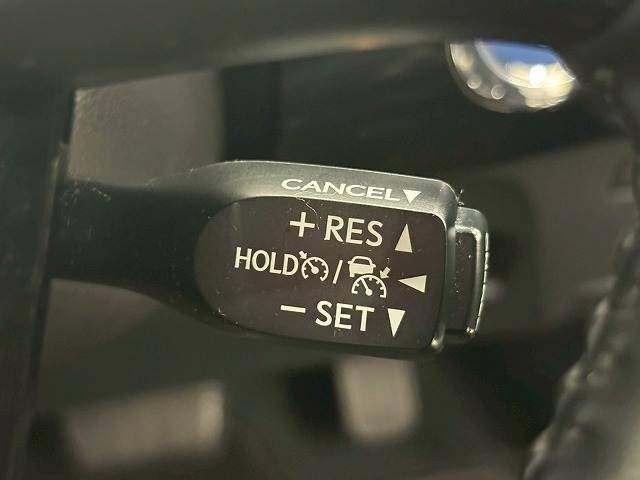 CANCEL▼
+ RES ▲
HOLD / ◀
− SET ▼